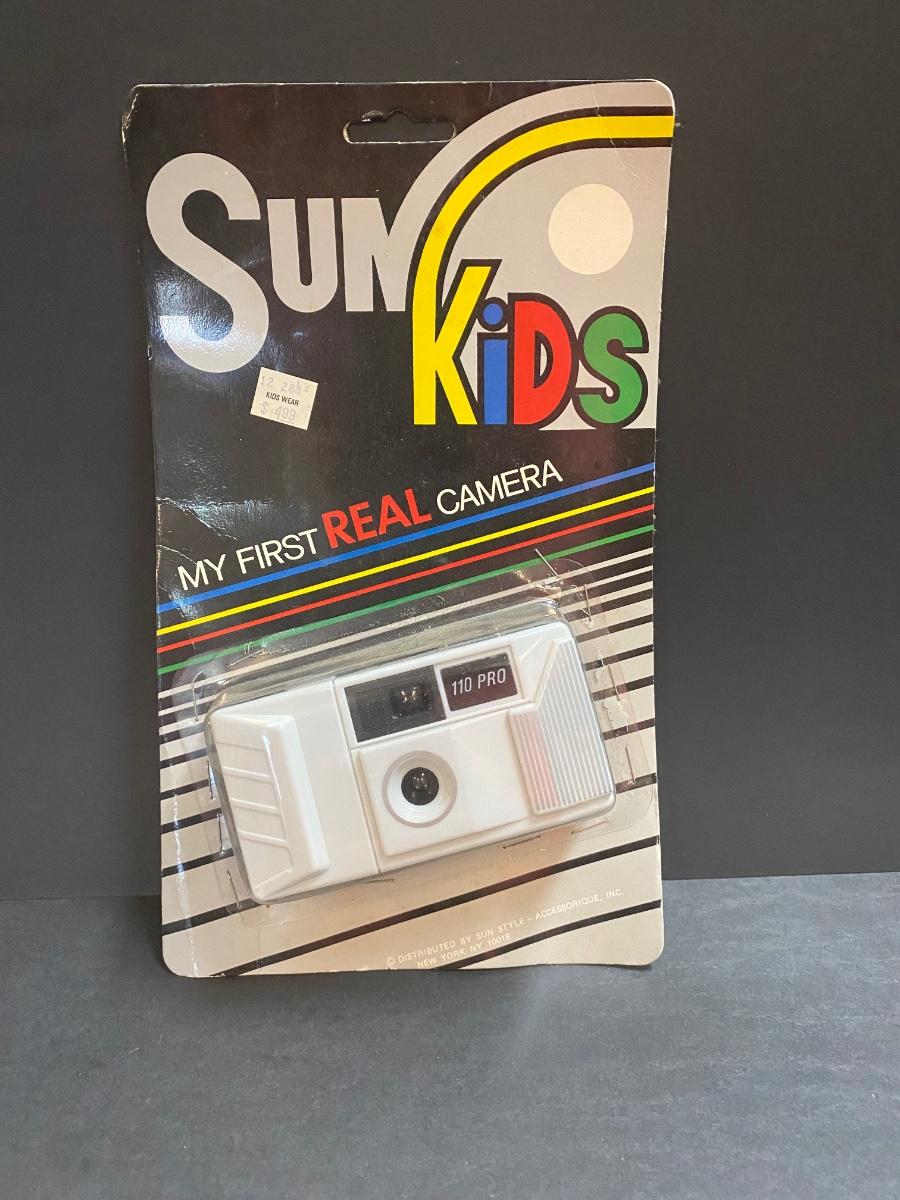 SUN
KiDS
KIDS WEAR
$ 499
MY FIRST REAL CAMERA
110 PRO
© DISTRIBUTED BY SUN STYLE – ACCESSORIQUE, INC.
NEW YORK NY 10018